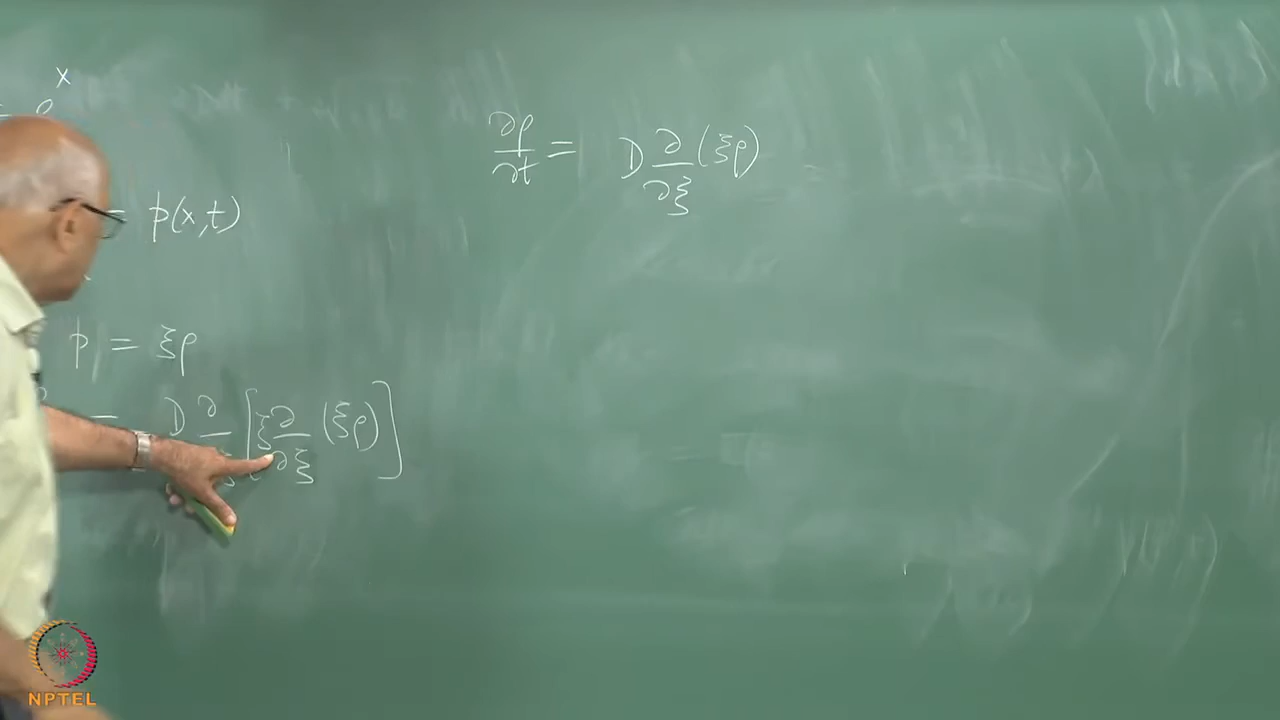 x
e
∂ρ/∂t = D ∂/∂ξ (ξρ)
= p(x,t)
p = ξρ
= D ∂/∂ξ [ξ ∂/∂ξ (ξρ)]
NPTEL